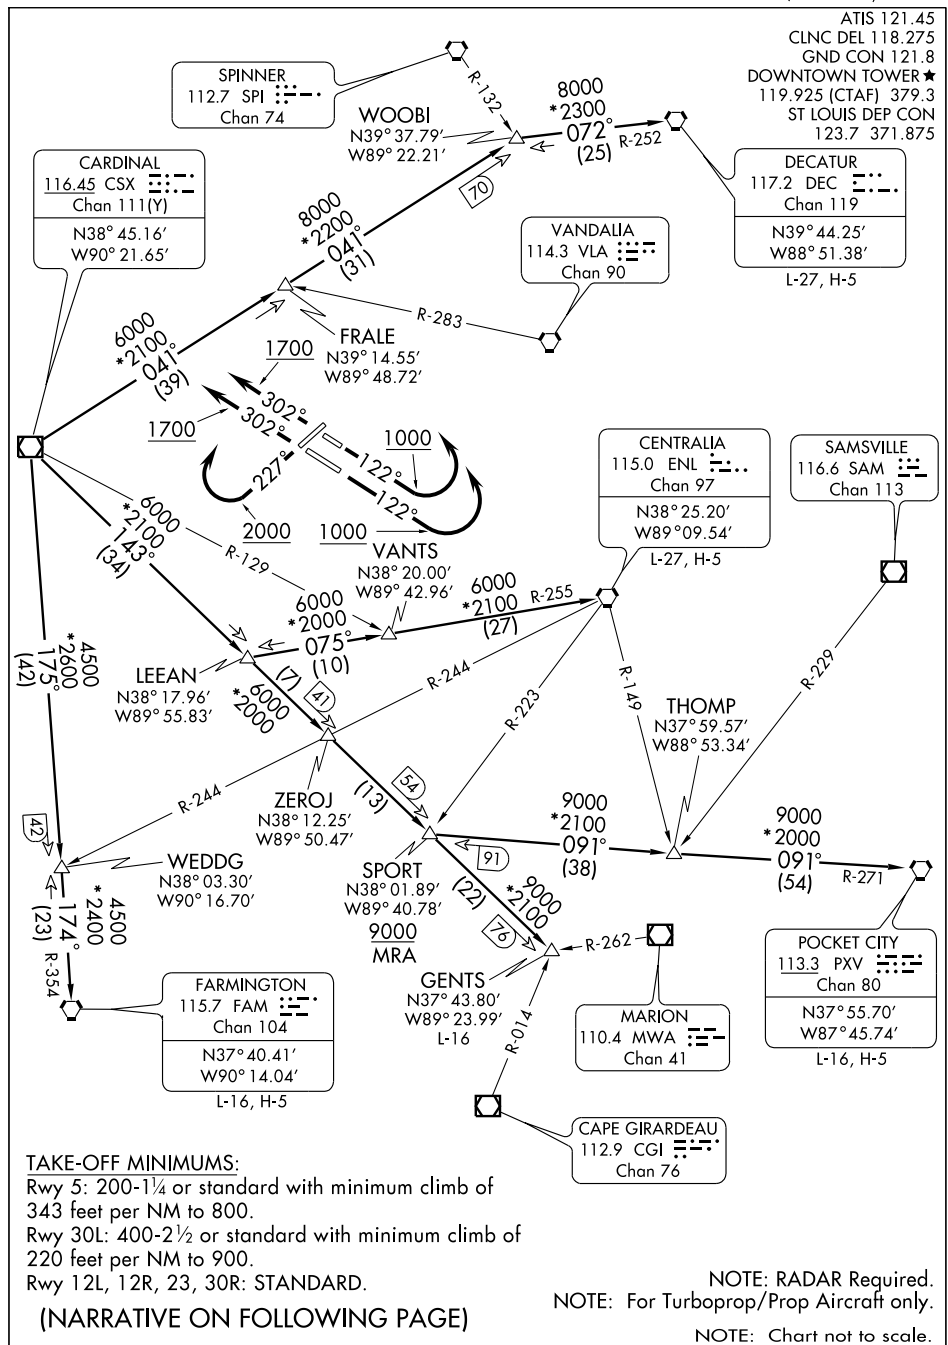 ATIS 121.45
CLNC DEL 118.275
GND CON 121.8
DOWNTOWN TOWER★
119.925 (CTAF) 379.3
ST LOUIS DEP CON
123.7 371.875
SPINNER
112.7 SPI
Chan 74
R-132
WOOBI
N39° 37.79′
W89° 22.21′
8000
*2300
072°
(25)
R-252
DECATUR
117.2 DEC
Chan 119
N39° 44.25′
W88° 51.38′
L-27, H-5
CARDINAL
116.45 CSX
Chan 111(Y)
N38° 45.16′
W90° 21.65′
70
8000
*2200
041°
(31)
VANDALIA
114.3 VLA
Chan 90
R-283
FRALE
N39° 14.55′
W89° 48.72′
6000
*2100
041°
(39)
1700
302°
1700
302°
227°
2000
122°
1000
122°
1000
CENTRALIA
115.0 ENL
Chan 97
N38° 25.20′
W89° 09.54′
L-27, H-5
SAMSVILLE
116.6 SAM
Chan 113
6000
*2100
143°
(34)
R-129
VANTS
N38° 20.00′
W89° 42.96′
6000
*2100
(27)
R-255
6000
*2000
075°
(10)
LEEAN
N38° 17.96′
W89° 55.83′
(7)
6000
*2000
41
R-244
R-223
R-149
R-229
THOMP
N37° 59.57′
W88° 53.34′
4500
*2600
175°
(42)
R-244
ZEROJ
N38° 12.25′
W89° 50.47′
(13)
54
42
WEDDG
N38° 03.30′
W90° 16.70′
SPORT
N38° 01.89′
W89° 40.78′
9000
MRA
91
9000
*2100
091°
(38)
9000
*2000
091°
(54)
R-271
4500
*2400
174°
(23)
R-354
(22)
9000
*2100
76
GENTS
N37° 43.80′
W89° 23.99′
L-16
R-262
R-014
FARMINGTON
115.7 FAM
Chan 104
N37° 40.41′
W90° 14.04′
L-16, H-5
MARION
110.4 MWA
Chan 41
POCKET CITY
113.3 PXV
Chan 80
N37° 55.70′
W87° 45.74′
L-16, H-5
CAPE GIRARDEAU
112.9 CGI
Chan 76
TAKE-OFF MINIMUMS:
Rwy 5: 200-1¼ or standard with minimum climb of
343 feet per NM to 800.
Rwy 30L: 400-2½ or standard with minimum climb of
220 feet per NM to 900.
Rwy 12L, 12R, 23, 30R: STANDARD.
(NARRATIVE ON FOLLOWING PAGE)
NOTE: RADAR Required.
NOTE: For Turboprop/Prop Aircraft only.
NOTE: Chart not to scale.